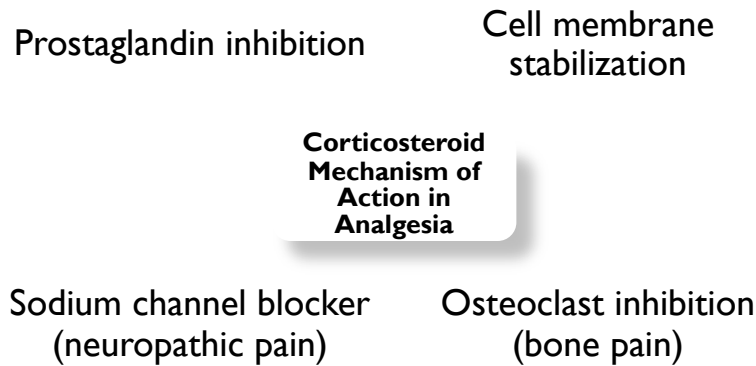 Prostaglandin inhibition
Cell membrane
stabilization
Corticosteroid
Mechanism of
Action in
Analgesia
Sodium channel blocker
(neuropathic pain)
Osteoclast inhibition
(bone pain)